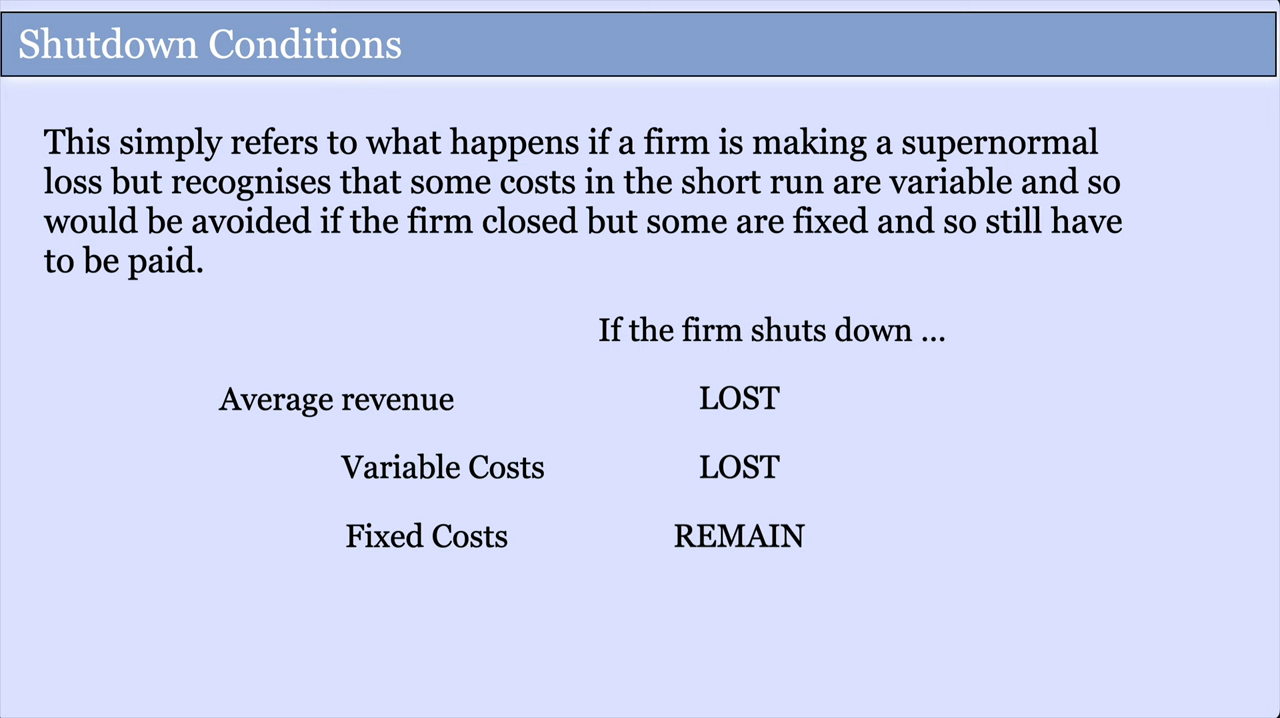 Shutdown Conditions
This simply refers to what happens if a firm is making a supernormal
loss but recognises that some costs in the short run are variable and so
would be avoided if the firm closed but some are fixed and so still have
to be paid.
If the firm shuts down ...
Average revenue LOST
Variable Costs LOST
Fixed Costs REMAIN